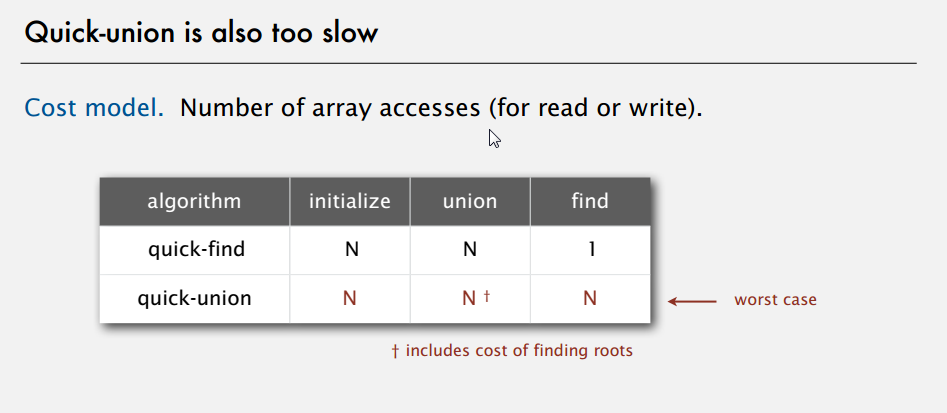 Quick-union is also too slow
Cost model. Number of array accesses (for read or write).
algorithm initialize union find
quick-find N N 1
quick-union N N † N
worst case
† includes cost of finding roots